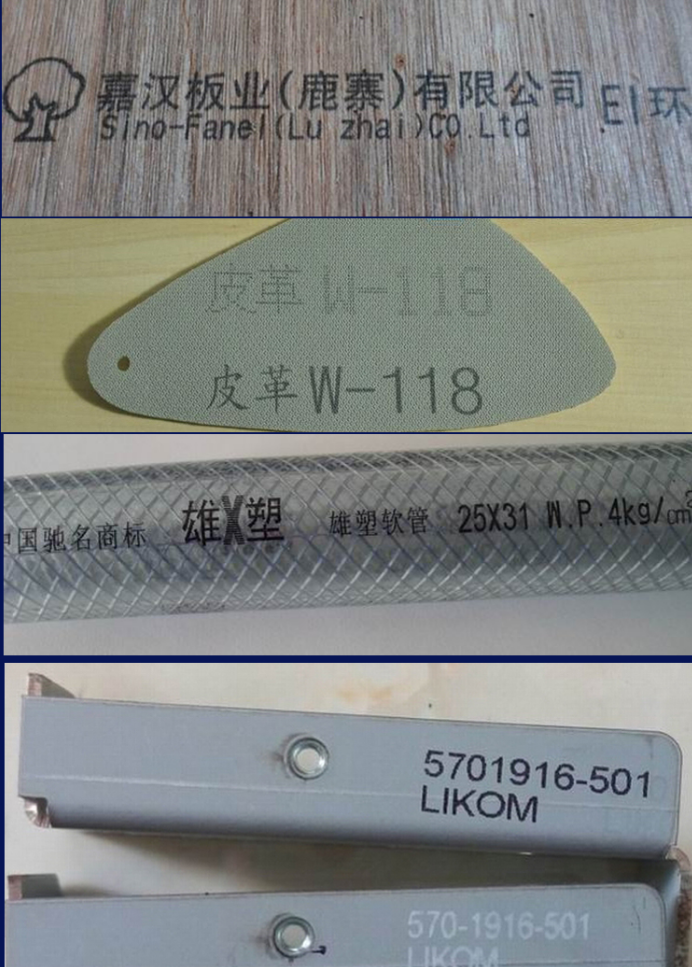 嘉汉板业(鹿寨)有限公司 E1环
Sino-Fanel(Lu zhai)CO.Ltd
皮革W-118
皮革W-118
中国驰名商标 雄X塑 雄塑软管 25X31 W.P.4kg/cm²
5701916-501
LIKOM
570-1916-501
LIKOM